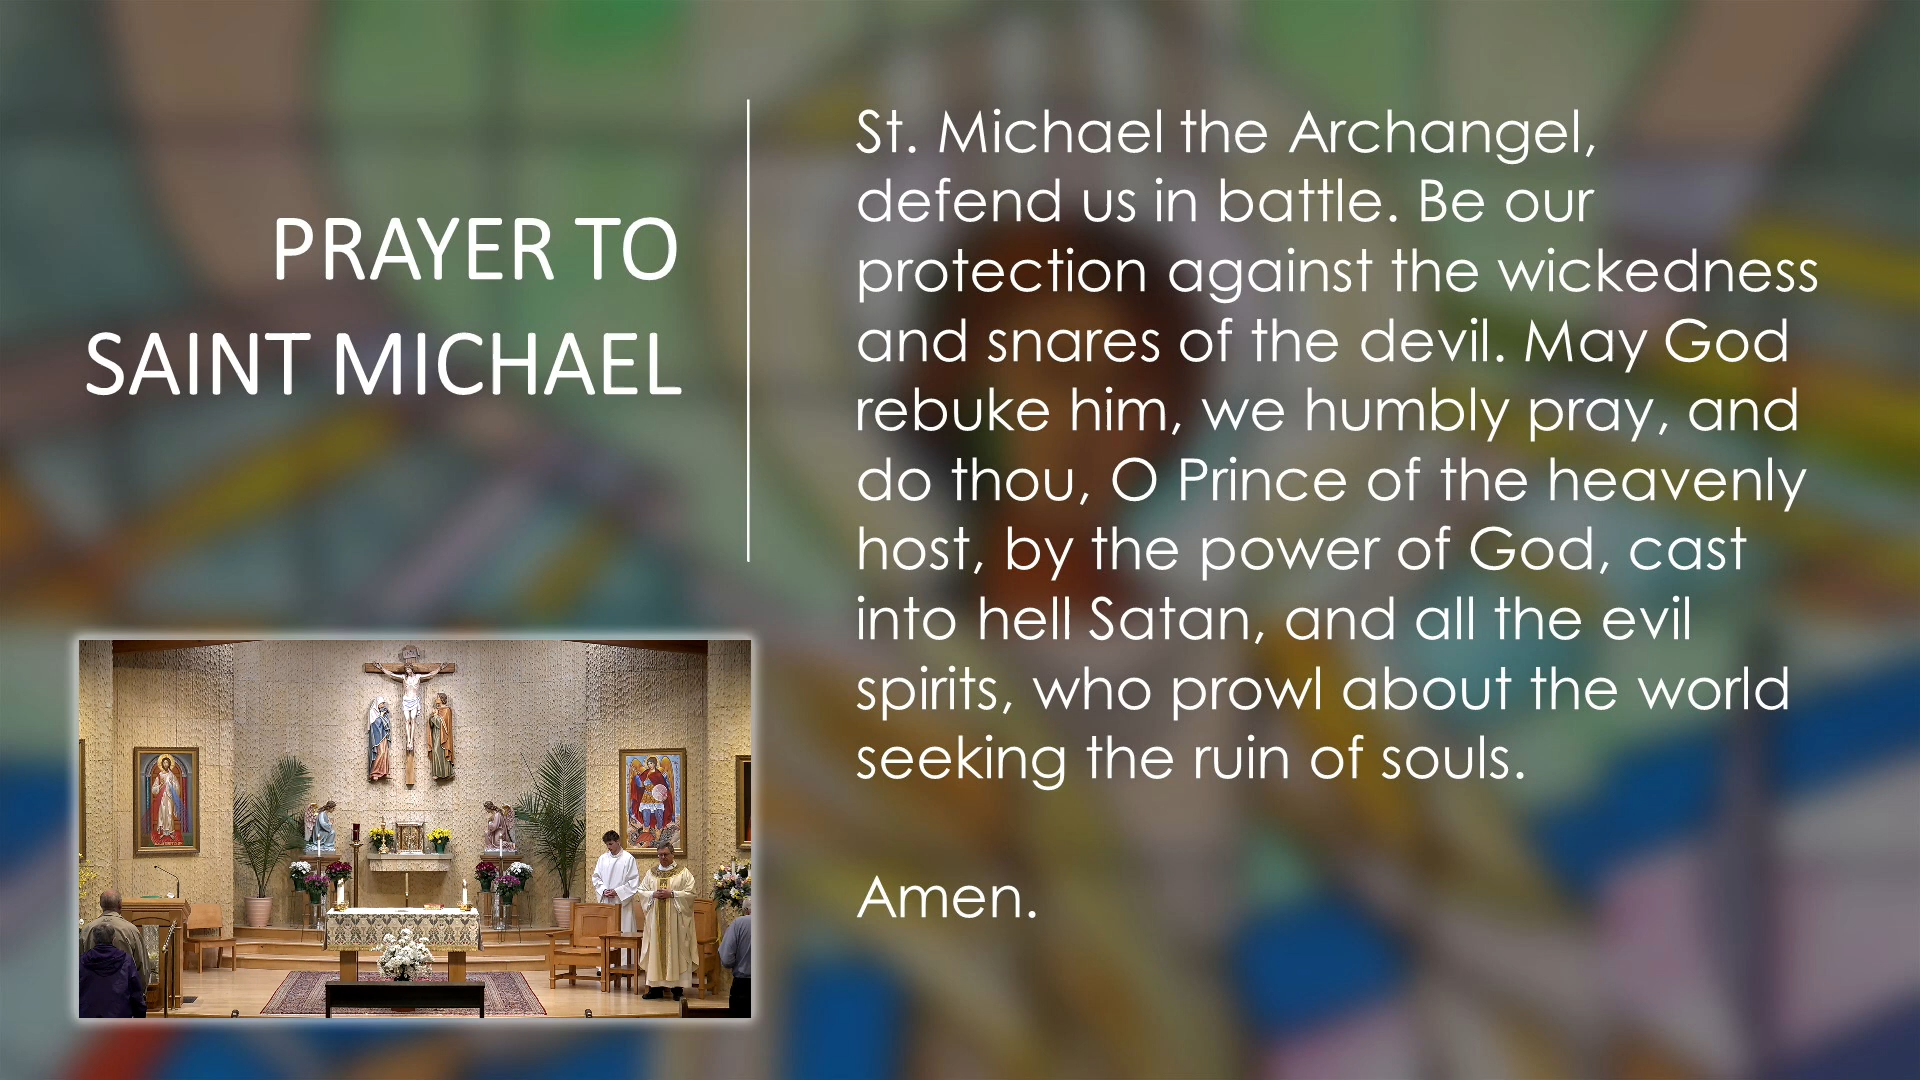 PRAYER TO
SAINT MICHAEL
St. Michael the Archangel,
defend us in battle. Be our
protection against the wickedness
and snares of the devil. May God
rebuke him, we humbly pray, and
do thou, O Prince of the heavenly
host, by the power of God, cast
into hell Satan, and all the evil
spirits, who prowl about the world
seeking the ruin of souls.
Amen.